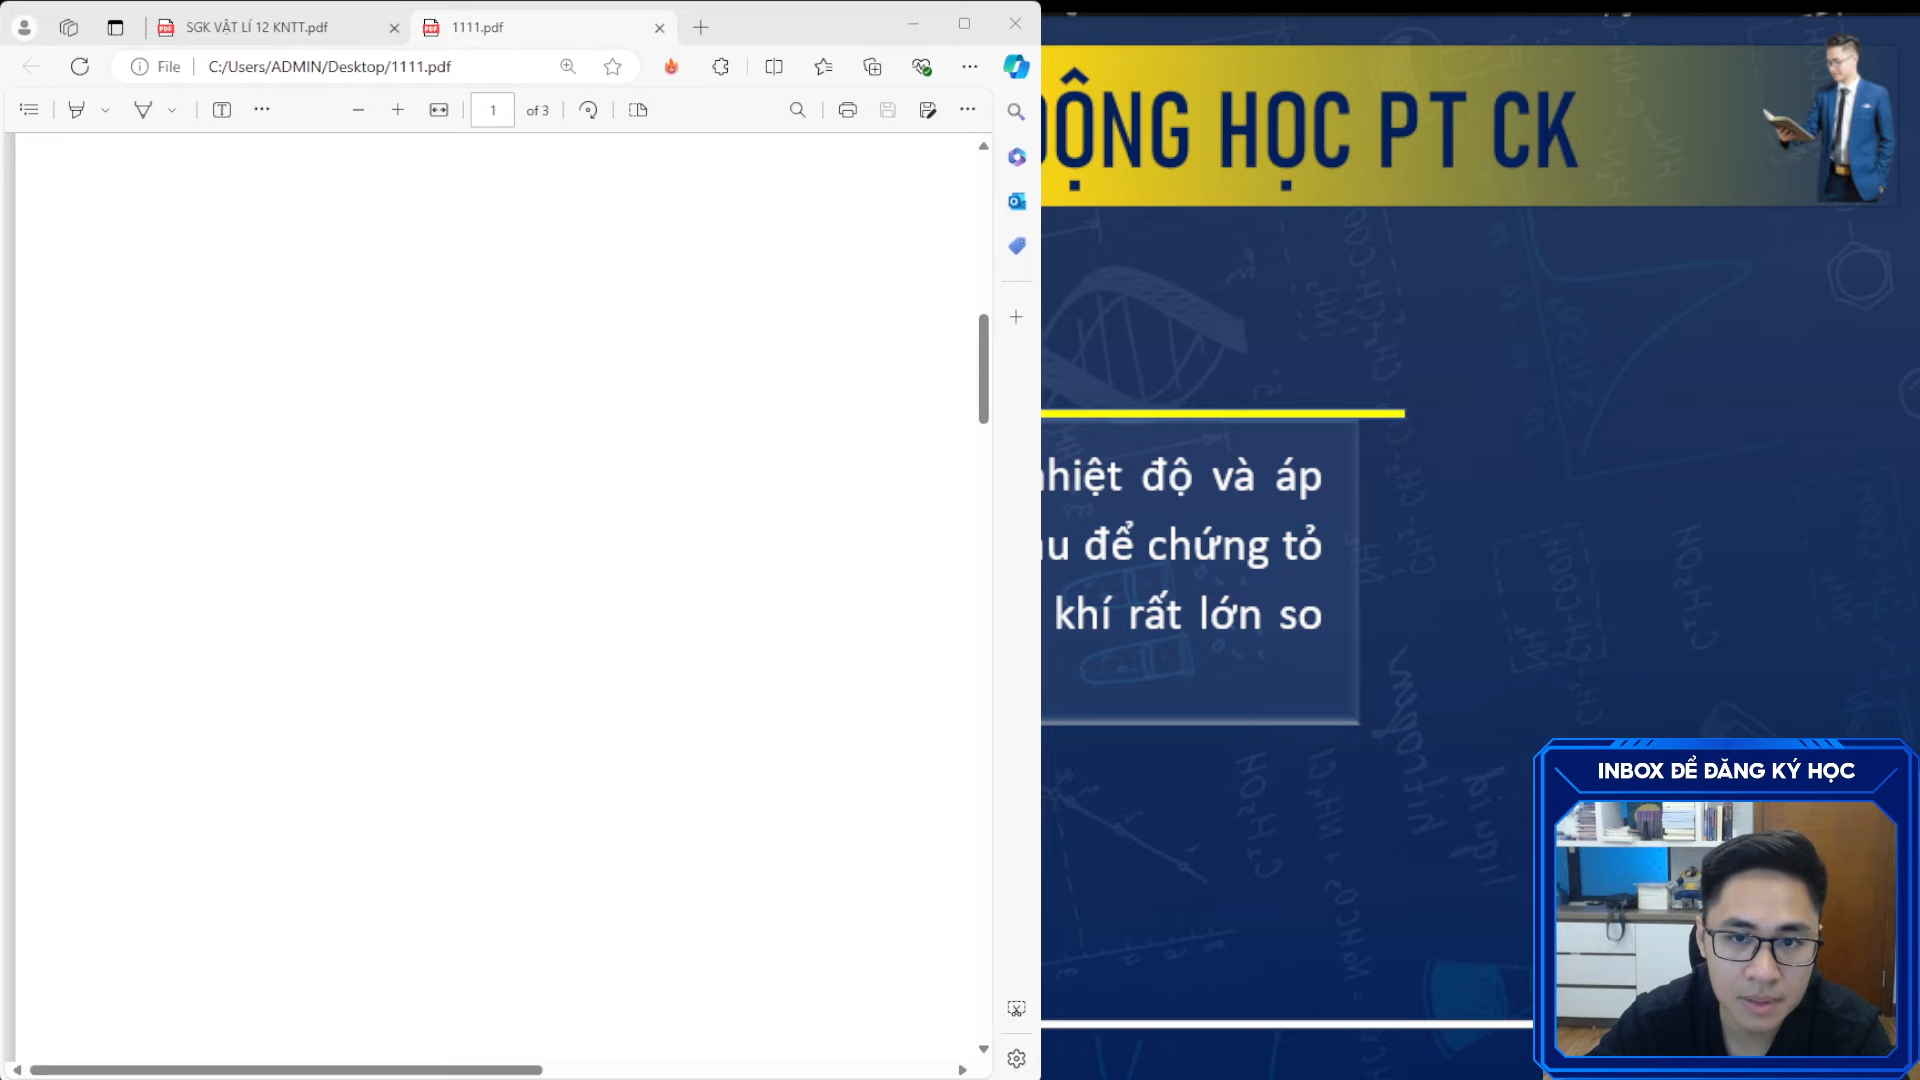 SGK VẬT LÍ 12 KNTT.pdf
1111.pdf
File
C:/Users/ADMIN/Desktop/1111.pdf
1
of 3
ỘNG HỌC PT CK
nhiệt độ và áp
để chứng tỏ
khí rất lớn so
INBOX ĐỂ ĐĂNG KÝ HỌC